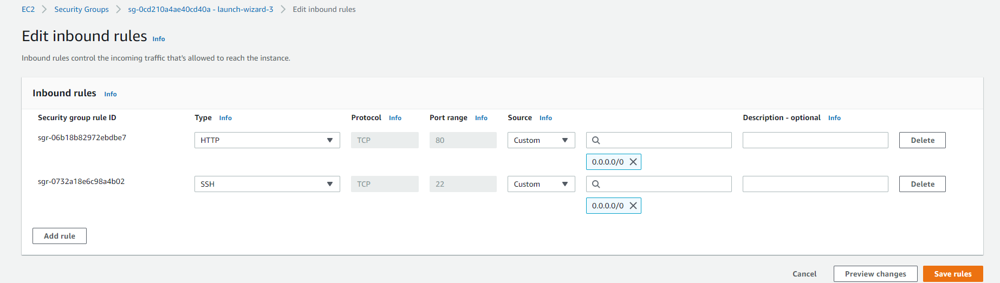 EC2 > Security Groups > sg-0cd210a4ae40cd40a - launch-wizard-3 > Edit inbound rules
Edit inbound rules Info
Inbound rules control the incoming traffic that's allowed to reach the instance.
Inbound rules Info
Security group rule ID Type Info Protocol Info Port range Info Source Info Description - optional Info
sgr-06b18b82972ebdbe7 HTTP TCP 80 Custom Delete
0.0.0.0/0
sgr-0732a18e6c98a4b02 SSH TCP 22 Custom Delete
0.0.0.0/0
Add rule
Cancel Preview changes Save rules